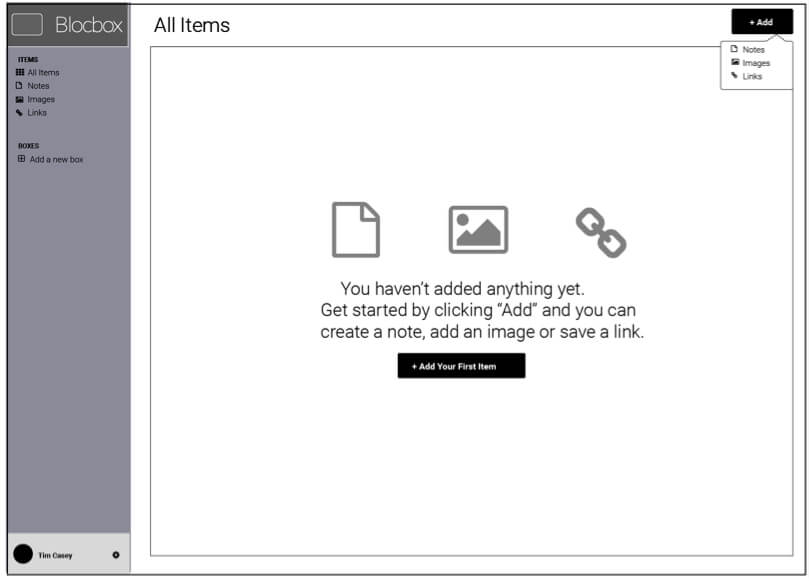 Blocbox
ITEMS
All Items
Notes
Images
Links
BOXES
Add a new box
Tim Casey
All Items
+ Add
Notes
Images
Links
You haven't added anything yet.
Get started by clicking “Add” and you can
create a note, add an image or save a link.
+ Add Your First Item